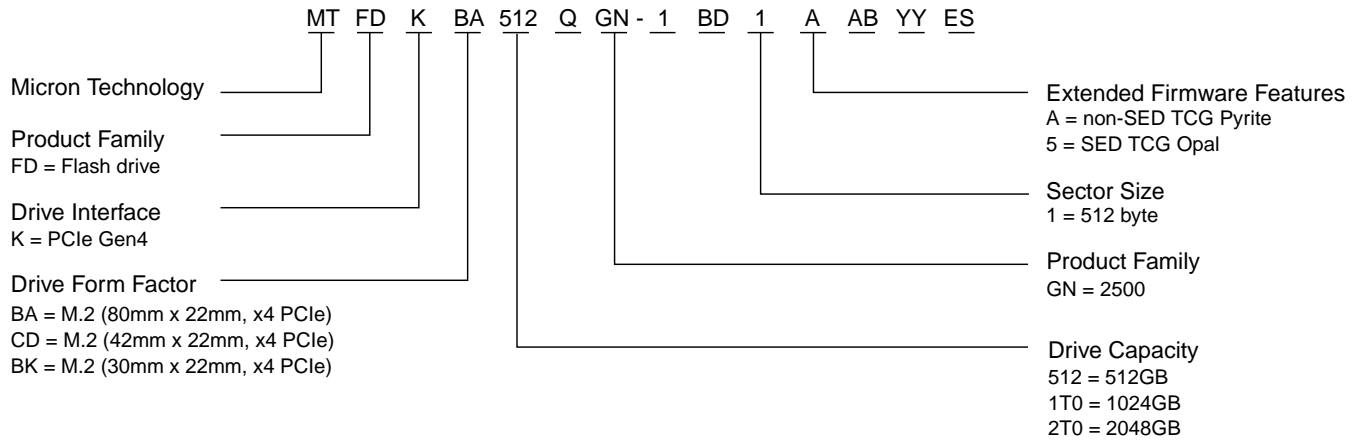 MT FD K BA 512 Q GN - 1 BD 1 A AB YY ES
Micron Technology
Product Family
FD = Flash drive
Drive Interface
K = PCIe Gen4
Drive Form Factor
BA = M.2 (80mm x 22mm, x4 PCIe)
CD = M.2 (42mm x 22mm, x4 PCIe)
BK = M.2 (30mm x 22mm, x4 PCIe)
Extended Firmware Features
A = non-SED TCG Pyrite
5 = SED TCG Opal
Sector Size
1 = 512 byte
Product Family
GN = 2500
Drive Capacity
512 = 512GB
1T0 = 1024GB
2T0 = 2048GB